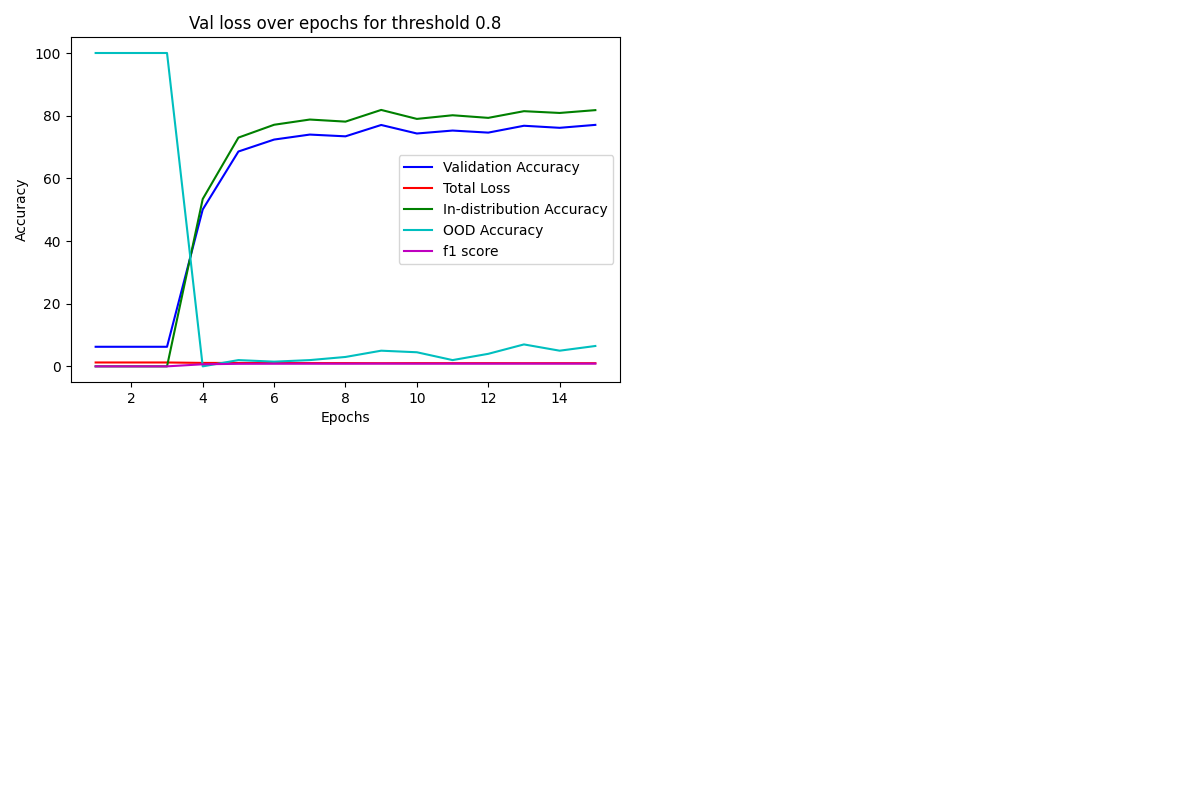 Val loss over epochs for threshold 0.8
100
80
60
40
20
0
Accuracy
Validation Accuracy
Total Loss
In-distribution Accuracy
OOD Accuracy
f1 score
2 4 6 8 10 12 14
Epochs